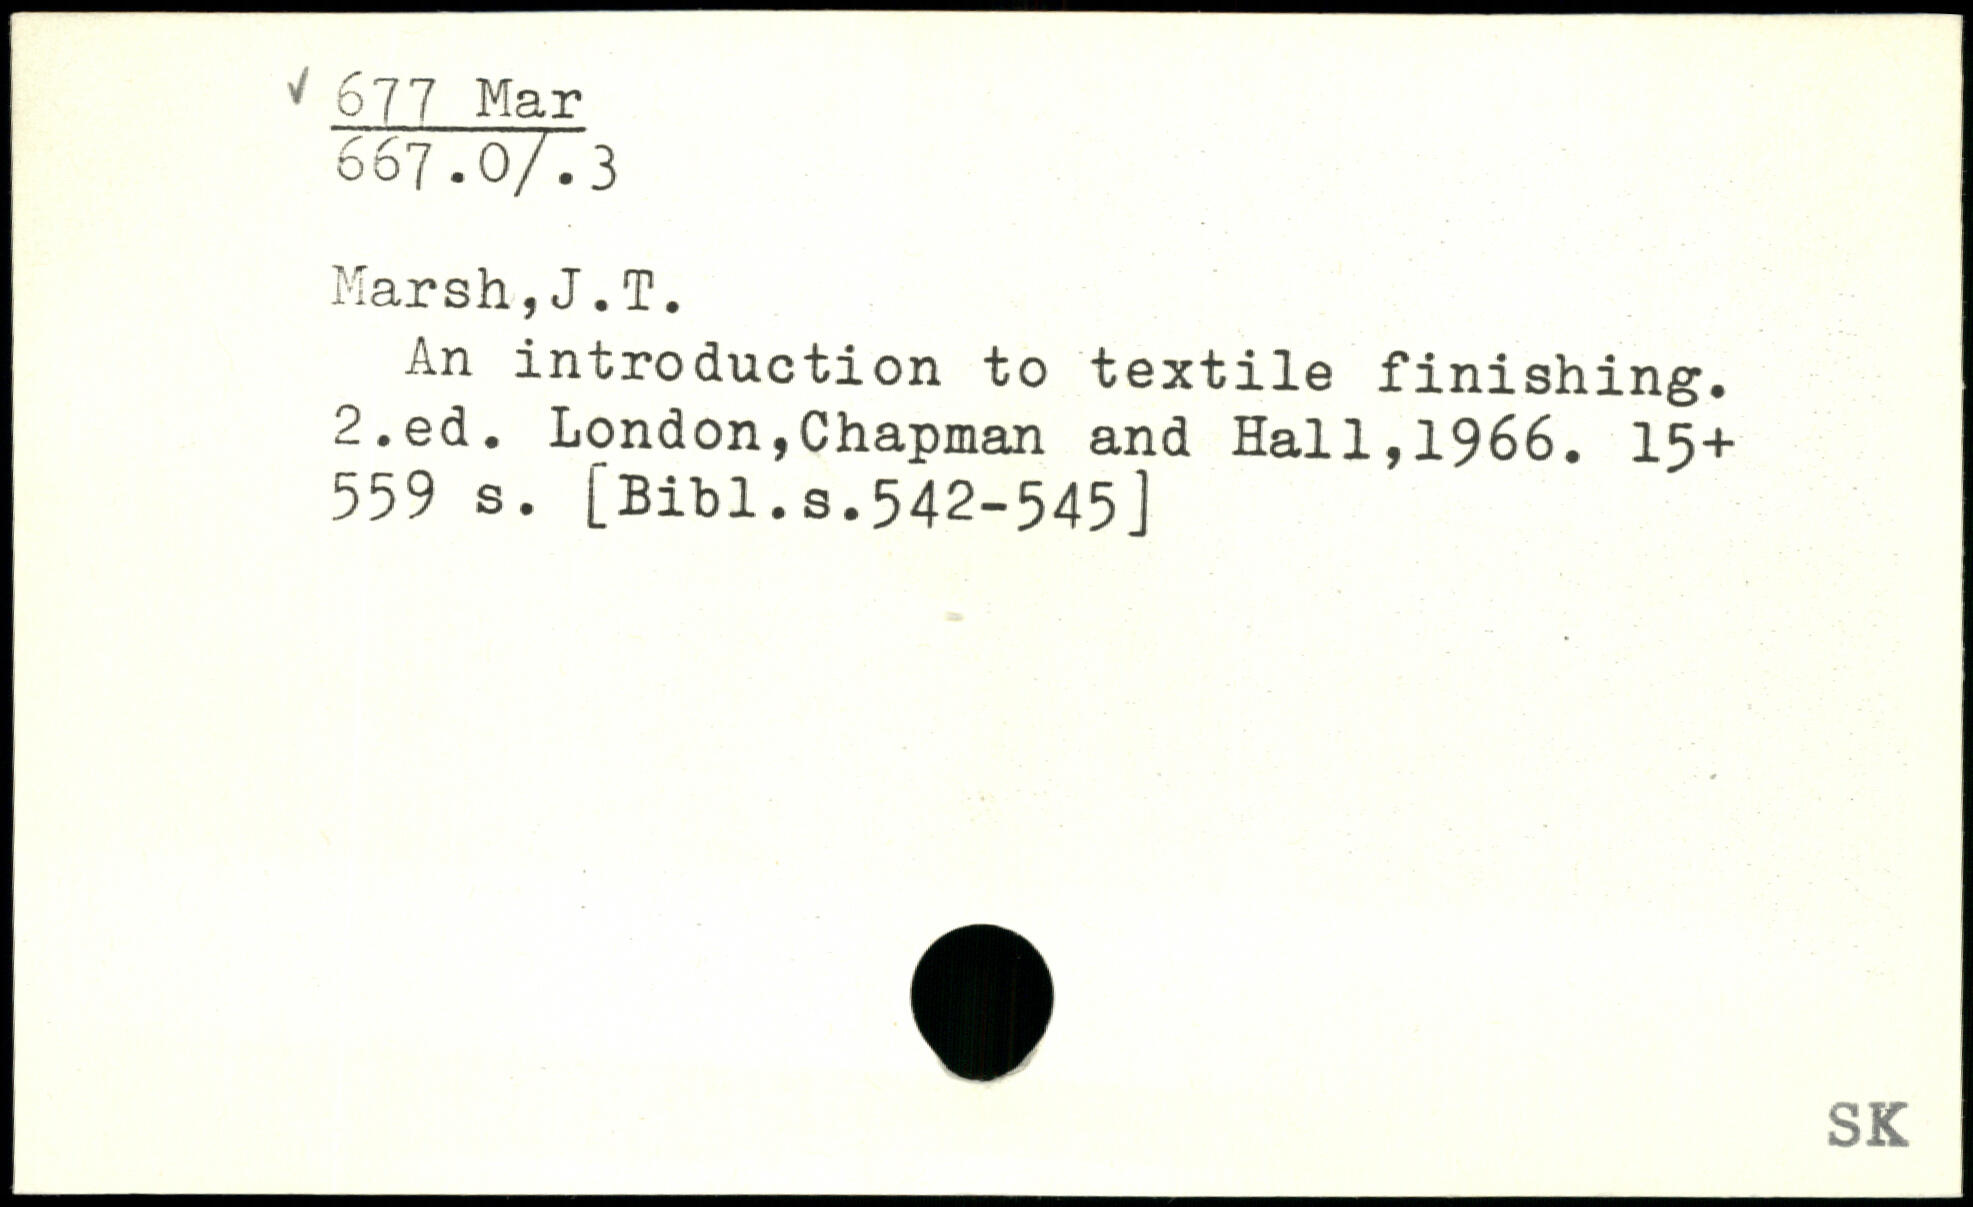 ✓ 677 Mar
667.0/.3
Marsh,J.T.
An introduction to textile finishing.
2.ed. London,Chapman and Hall,1966. 15+
559 s. [Bibl.s.542-545]
SK